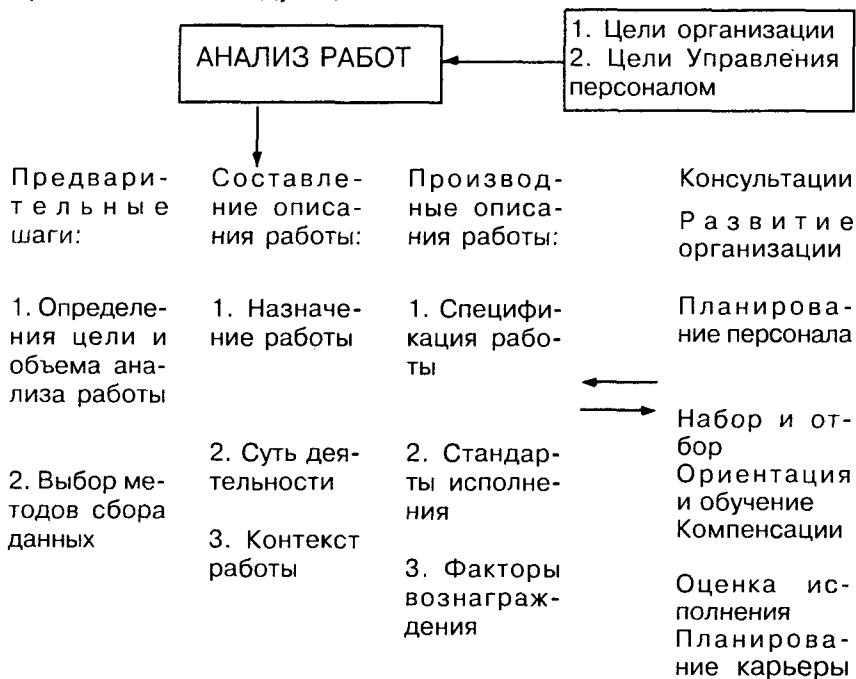 АНАЛИЗ РАБОТ
1. Цели организации
2. Цели Управления
персоналом
Предвари-
тельные
шаги:
1. Определе-
ния цели и
объема ана-
лиза работы
2. Выбор ме-
тодов сбора
данных
Составле-
ние описа-
ния работы:
1. Назначе-
ние работы
2. Суть дея-
тельности
3. Контекст
работы
Производ-
ные описа-
ния работы:
1. Специфи-
кация рабо-
ты
2. Стандар-
ты исполне-
ния
3. Факторы
вознаграж-
дения
Консультации
Развитие
организации
Планирова-
ние персонала
Набор и от-
бор
Ориентация
и обучение
Компенсации
Оценка ис-
полнения
Планирова-
ние карьеры